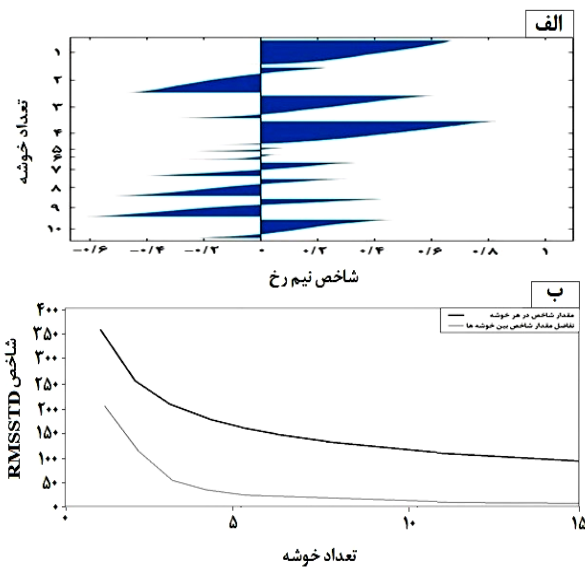 الف
تعداد خوشه
۱
۲
۳
۴
۵
۶
۷
۸
۹
۱۰
-۰/۶ -۰/۴ -۰/۲ ۰ ۰/۲ ۰/۴ ۰/۶ ۰/۸ ۱
شاخص نیم رخ
ب
شاخص RMSSTD
۴۰۰
۳۵۰
۳۰۰
۲۵۰
۲۰۰
۱۵۰
۱۰۰
۵۰
۰
مقدار شاخص در هر خوشه
تفاضل مقدار شاخص بین خوشه ها
۰ ۵ ۱۰ ۱۵
تعداد خوشه